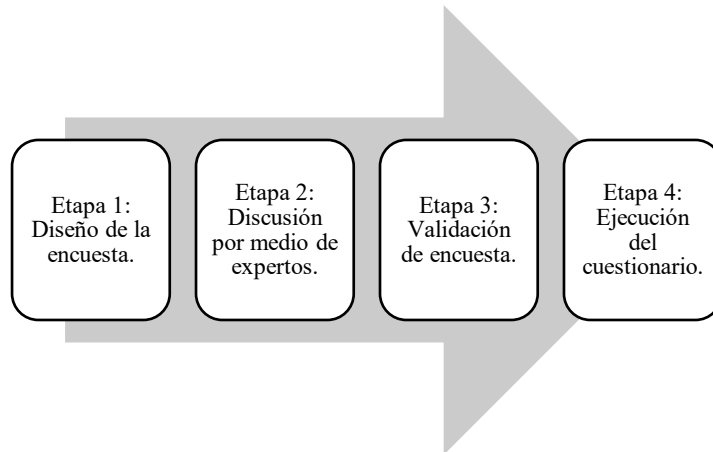 Etapa 1:
Diseño de la
encuesta.
Etapa 2:
Discusión
por medio de
expertos.
Etapa 3:
Validación
de encuesta.
Etapa 4:
Ejecución
del
cuestionario.